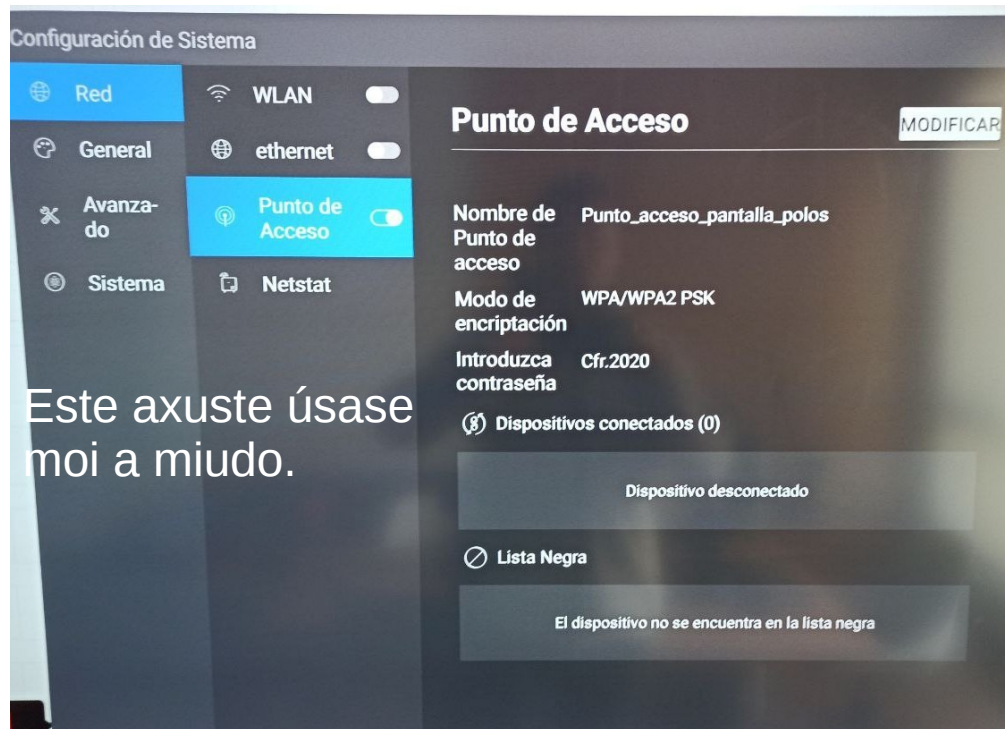 Configuración de Sistema
Red
General
Avanza-
do
Sistema
WLAN
ethernet
Punto de
Acceso
Netstat
Punto de Acceso
MODIFICAR
Nombre de
Punto de
acceso
Punto_acceso_pantalla_polos
Modo de
encriptación
WPA/WPA2 PSK
Introduzca
contraseña
Cfr.2020
Dispositivos conectados (0)
Dispositivo desconectado
Lista Negra
El dispositivo no se encuentra en la lista negra
Este axuste úsase
moi a miudo.